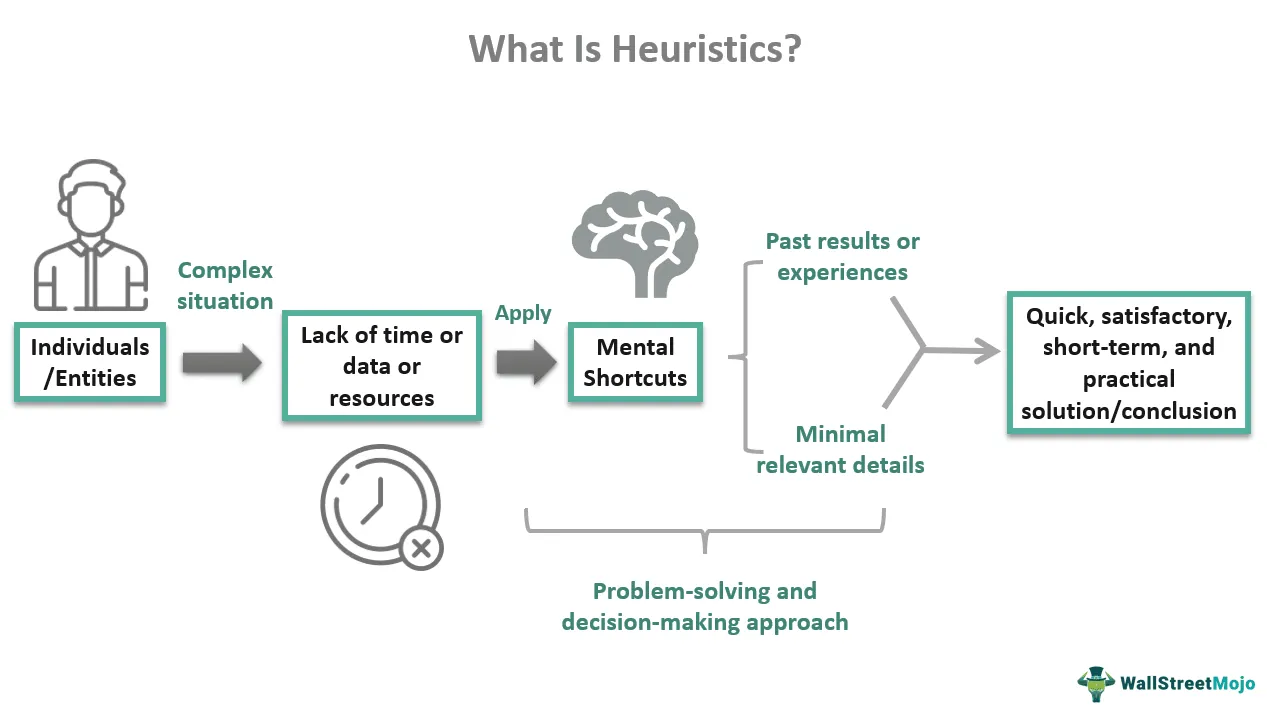 What Is Heuristics?
Complex
situation
Individuals
/Entities
Lack of time or
data or
resources
Apply
Mental
Shortcuts
Past results or
experiences
Minimal
relevant details
Quick, satisfactory,
short-term, and
practical
solution/conclusion
Problem-solving and
decision-making approach
WallStreetMojo